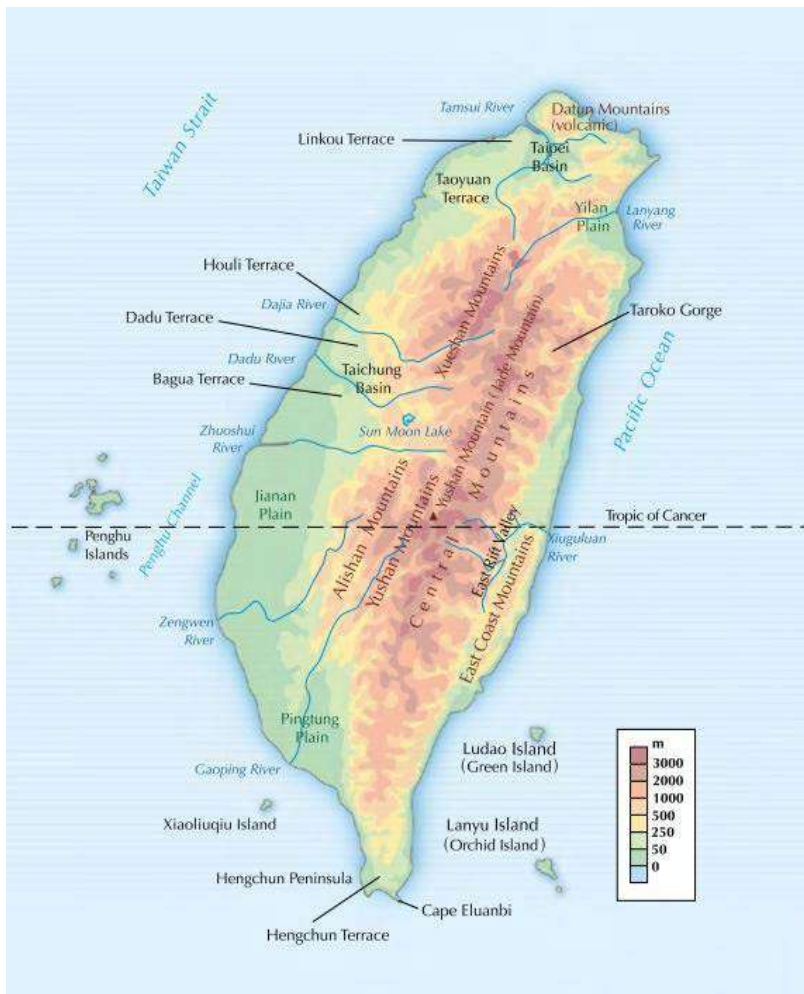 Taiwan Strait
Tamsui River
Datun Mountains
(volcanic)
Linkou Terrace
Taipei
Basin
Taoyuan
Terrace
Yilan
Plain
Lanyang
River
Houli Terrace
Xueshan Mountains
Dajia River
Taroko Gorge
Dadu Terrace
Dadu River
Taichung
Basin
Bagua Terrace
Pacific Ocean
Yushan Mountain (Jade Mountain)
Sun Moon Lake
Zhuoshui
River
Jianan
Plain
Penghu Channel
Penghu
Islands
Tropic of Cancer
Xiuguluan
River
Alishan Mountains
Yushan Mountains
Central Mountains
East Rift Valley
East Coast Mountains
Zengwen
River
Pingtung
Plain
Gaoping River
Ludao Island
(Green Island)
Xiaoliuqiu Island
Lanyu Island
(Orchid Island)
Hengchun Peninsula
Cape Eluanbi
Hengchun Terrace
m
3000
2000
1000
500
250
50
0